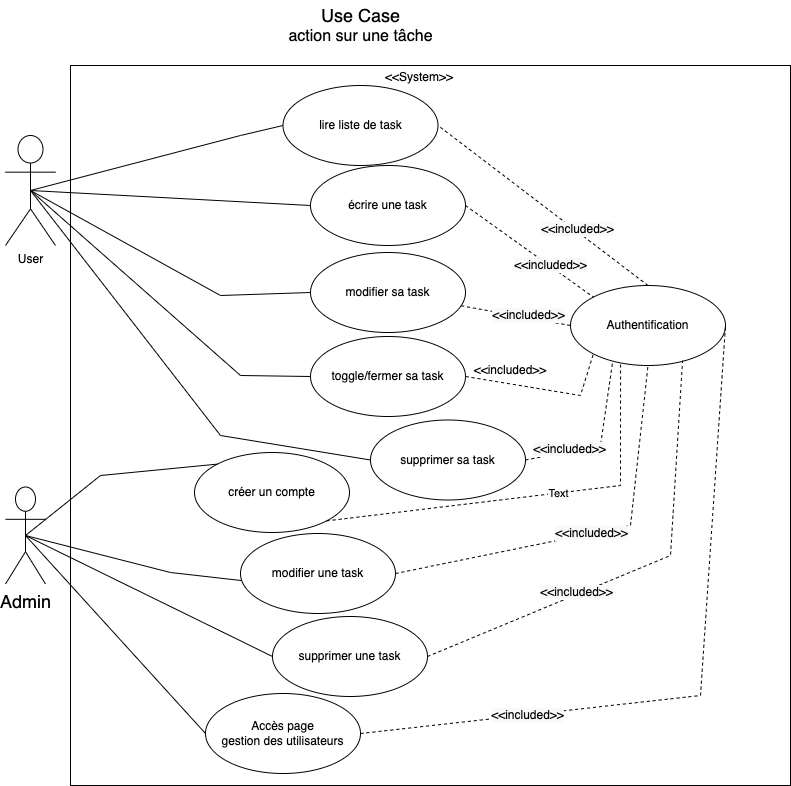 Use Case
action sur une tâche
<<System>>
lire liste de task
écrire une task
<<included>>
User
<<included>>
modifier sa task
<<included>>
Authentification
toggle/fermer sa task
<<included>>
supprimer sa task
<<included>>
créer un compte
Text
<<included>>
modifier une task
<<included>>
Admin
supprimer une task
<<included>>
Accès page
gestion des utilisateurs